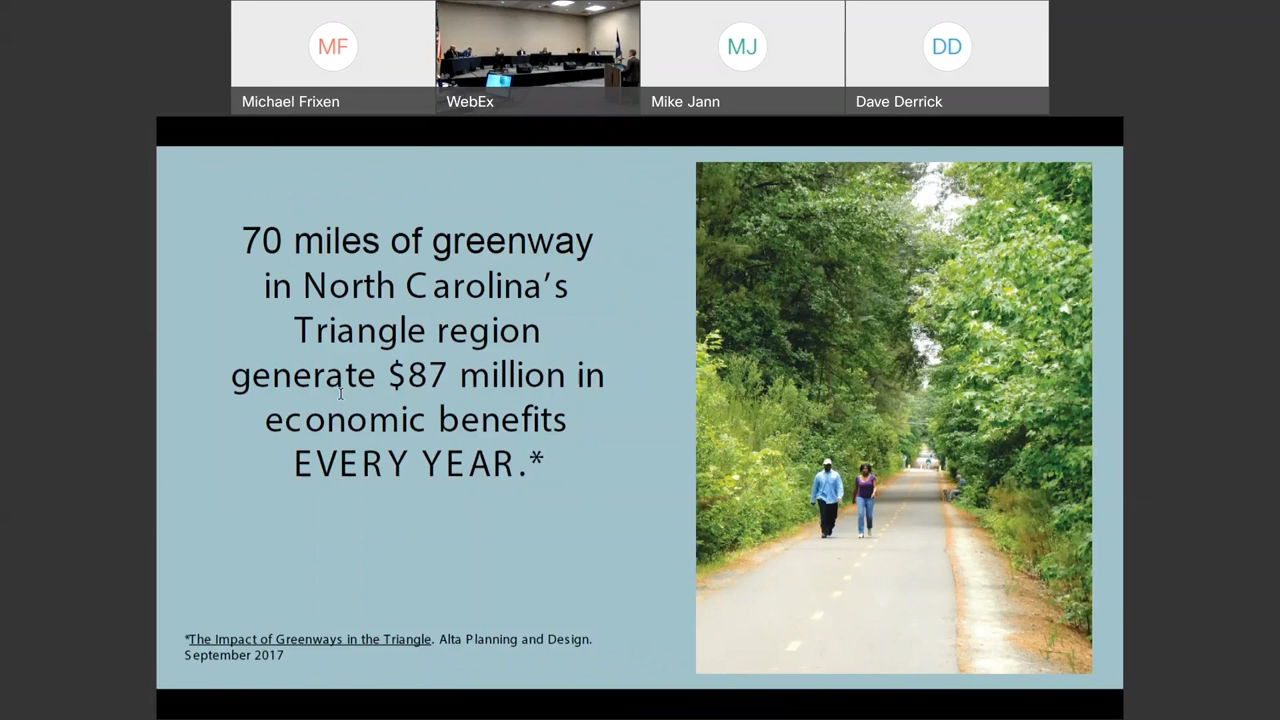 MF
MJ
DD
Michael Frixen
WebEx
Mike Jann
Dave Derrick
70 miles of greenway
in North Carolina’s
Triangle region
generate $87 million in
economic benefits
EVERY YEAR.*
*The Impact of Greenways in the Triangle. Alta Planning and Design.
September 2017